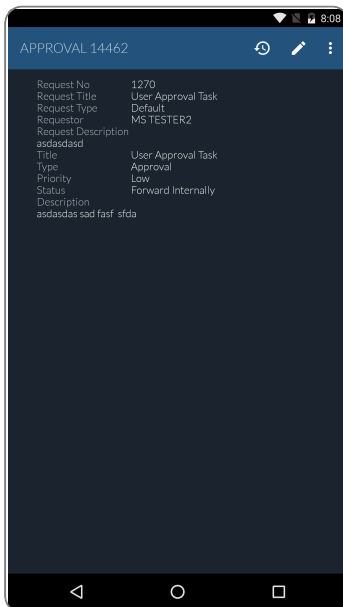 8:08
APPROVAL 14462
Request No 1270
Request Title User Approval Task
Request Type Default
Requestor MS TESTER2
Request Description
asdasdasd
Title User Approval Task
Type Approval
Priority Low
Status Forward Internally
Description
asdasdas sad fasf sfda